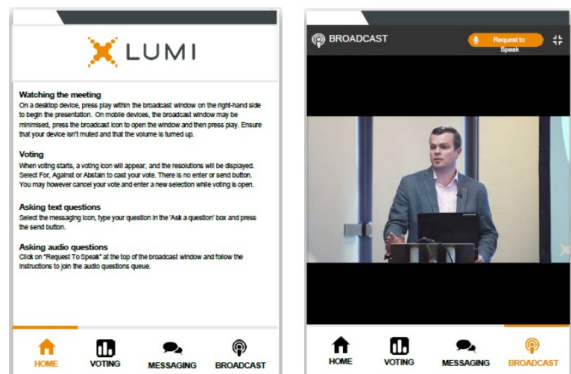 LUMI
Watching the meeting
On a desktop device, press play within the broadcast window on the right-hand side
to begin the presentation. On mobile devices, the broadcast window may be
minimised, press the broadcast icon to open the window and then press play. Ensure
that your device isn't muted and that the volume is turned up.
Voting
When voting starts, a voting icon will appear, and the resolutions will be displayed.
Select For, Against or Abstain to cast your vote. There is no enter or send button.
You may however cancel your vote and enter a new selection while voting is open.
Asking text questions
Select the messaging icon, type your question in the 'Ask a question' box and press
the send button.
Asking audio questions
Click on "Request To Speak" at the top of the broadcast window and follow the
instructions to join the audio questions queue.
HOME
VOTING
MESSAGING
BROADCAST
BROADCAST
Request to
Speak
HOME
VOTING
MESSAGING
BROADCAST